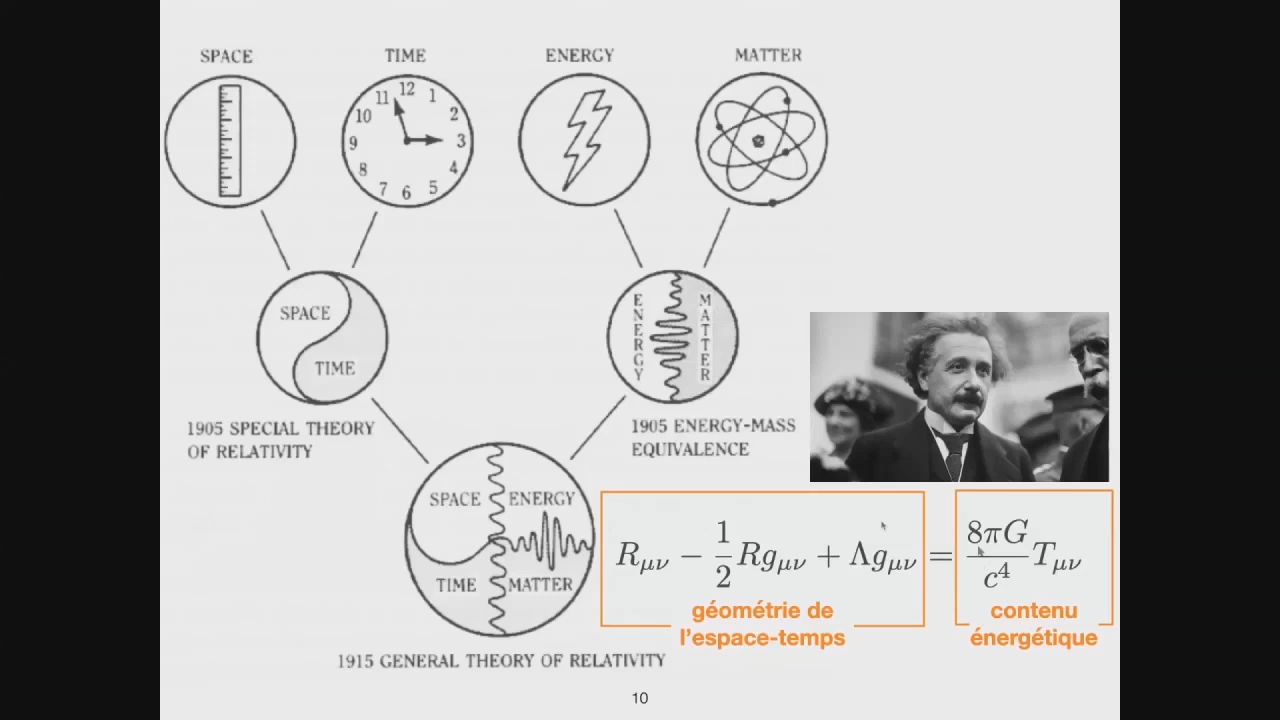 SPACE
TIME
ENERGY
MATTER
11 12 1
10 2
9 3
8 4
7 6 5
SPACE
TIME
ENERGY
MATTER
1905 SPECIAL THEORY
OF RELATIVITY
1905 ENERGY-MASS
EQUIVALENCE
SPACE
ENERGY
TIME
MATTER
R_{μν} − \frac{1}{2} R g_{μν} + Λ g_{μν} = \frac{8πG}{c^4} T_{μν}
géométrie de
l'espace-temps
contenu
énergétique
1915 GENERAL THEORY OF RELATIVITY
10